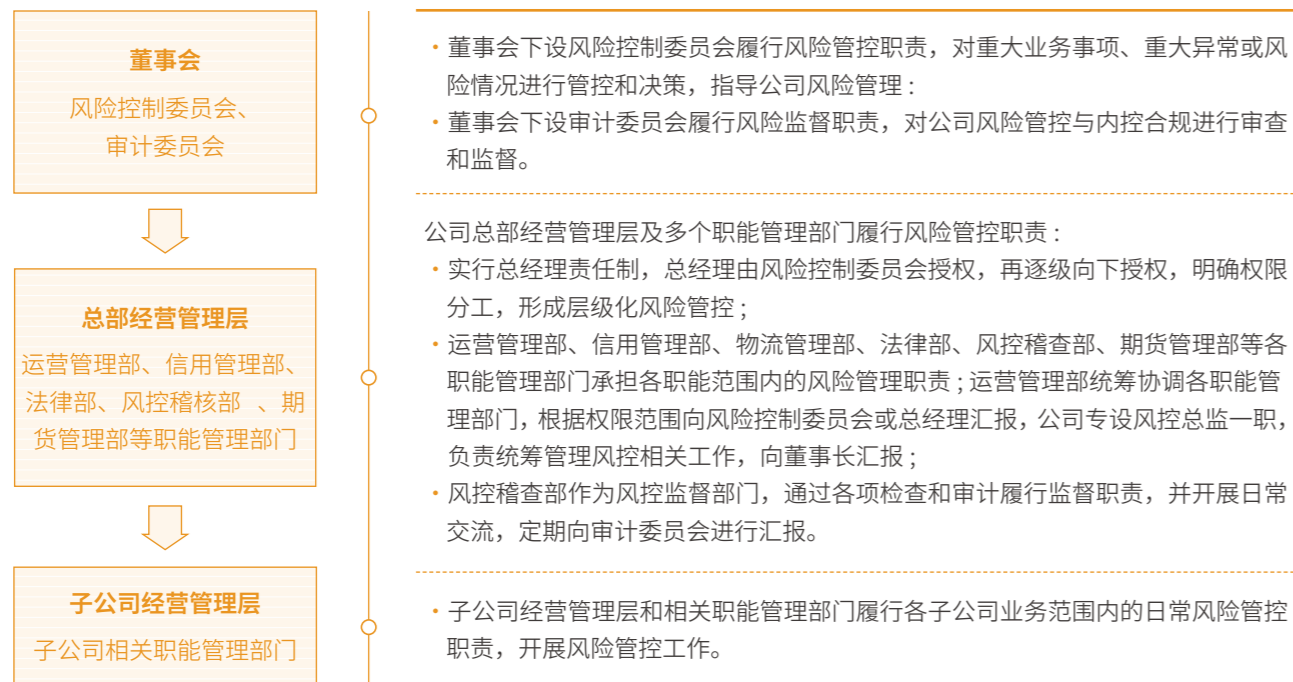 董事会
风险控制委员会、
审计委员会
·董事会下设风险控制委员会履行风险管控职责，对重大业务事项、重大异常或风
险情况进行管控和决策，指导公司风险管理：
·董事会下设审计委员会履行风险监督职责，对公司风险管控与内控合规进行审查
和监督。
总部经营管理层
运营管理部、信用管理部、
法律部、风控稽核部 、期
货管理部等职能管理部门
公司总部经营管理层及多个职能管理部门履行风险管控职责：
·实行总经理责任制，总经理由风险控制委员会授权，再逐级向下授权，明确权限
分工，形成层级化风险管控；
·运营管理部、信用管理部、物流管理部、法律部、风控稽查部、期货管理部等各
职能管理部门承担各职能范围内的风险管理职责；运营管理部统筹协调各职能管
理部门，根据权限范围向风险控制委员会或总经理汇报，公司专设风控总监一职，
负责统筹管理风控相关工作，向董事长汇报；
·风控稽查部作为风控监督部门，通过各项检查和审计履行监督职责，并开展日常
交流，定期向审计委员会进行汇报。
子公司经营管理层
子公司相关职能管理部门
·子公司经营管理层和相关职能管理部门履行各子公司业务范围内的日常风险管控
职责，开展风险管控工作。